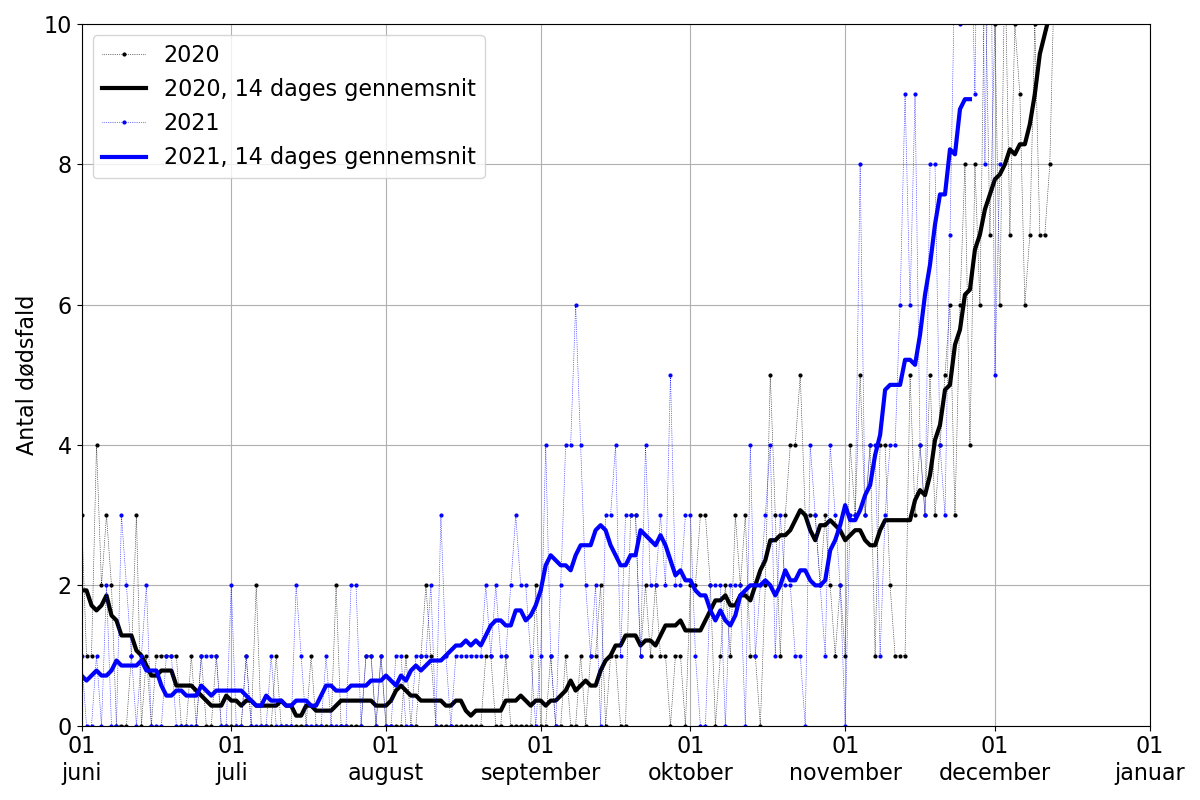 10
8
6
4
2
0
Antal dødsfald
2020
2020, 14 dages gennemsnit
2021
2021, 14 dages gennemsnit
01 01 01 01 01 01 01 01
juni juli august september oktober november december januar